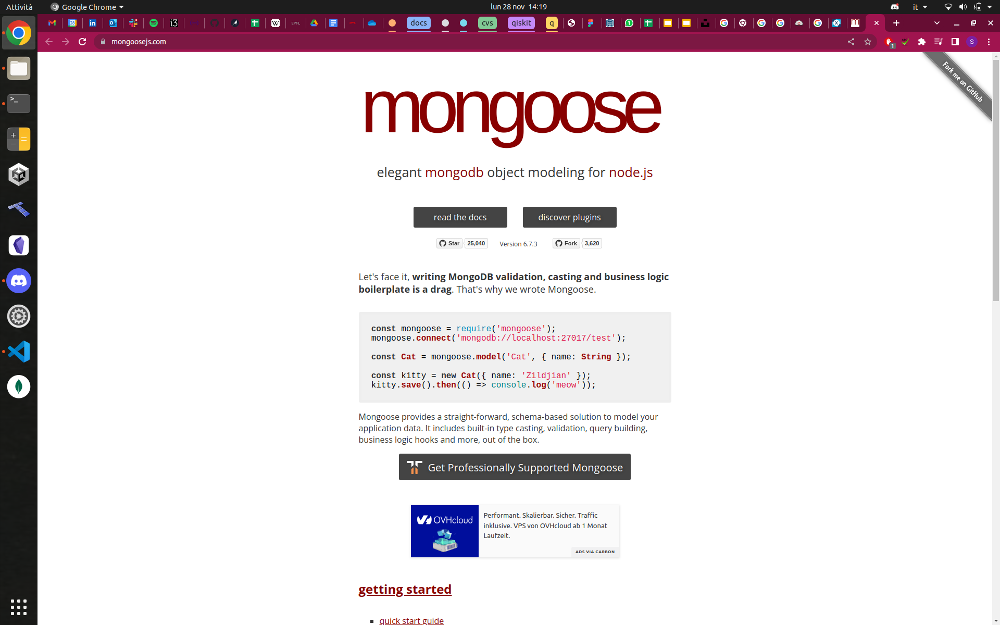 Attività
Google Chrome
lun 28 nov 14:19
it
28
in
i3
W
EPFL
docs
cvs
qiskit
q
1
mongoosejs.com
1
S
Fork me on GitHub
mongoose
elegant mongodb object modeling for node.js
read the docs
discover plugins
Star
25,040
Version 6.7.3
Fork
3,620
Let's face it, writing MongoDB validation, casting and business logic
boilerplate is a drag. That's why we wrote Mongoose.
const mongoose = require('mongoose');
mongoose.connect('mongodb://localhost:27017/test');
const Cat = mongoose.model('Cat', { name: String });
const kitty = new Cat({ name: 'Zildjian' });
kitty.save().then(() => console.log('meow'));
Mongoose provides a straight-forward, schema-based solution to model your
application data. It includes built-in type casting, validation, query building,
business logic hooks and more, out of the box.
Get Professionally Supported Mongoose
OVHcloud
Performant. Skalierbar. Sicher. Traffic
inklusive. VPS von OVHcloud ab 1 Monat
Laufzeit.
ADS VIA CARBON
getting started
quick start guide